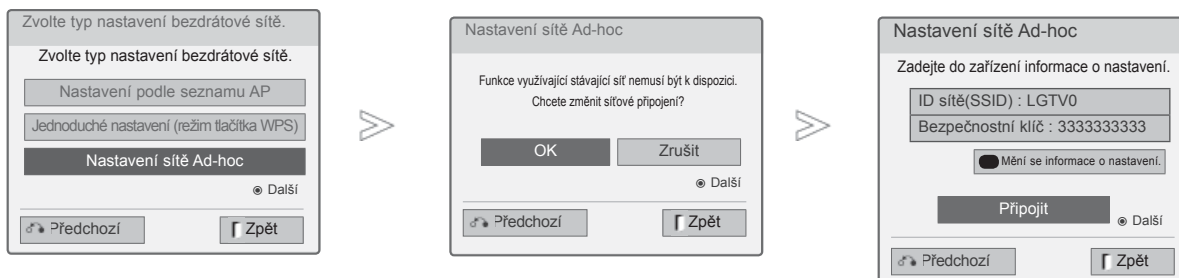 Zvolte typ nastavení bezdrátové sítě.
Zvolte typ nastavení bezdrátové sítě.
Nastavení podle seznamu AP
Jednoduché nastavení (režim tlačítka WPS)
Nastavení sítě Ad-hoc
Další
Předchozí
Zpět
Nastavení sítě Ad-hoc
Funkce využívající stávající síť nemusí být k dispozici.
Chcete změnit síťové připojení?
OK
Zrušit
Další
Předchozí
Zpět
Nastavení sítě Ad-hoc
Zadejte do zařízení informace o nastavení.
ID sítě(SSID) : LGTV0
Bezpečnostní klíč : 3333333333
Mění se informace o nastavení.
Připojit
Další
Předchozí
Zpět